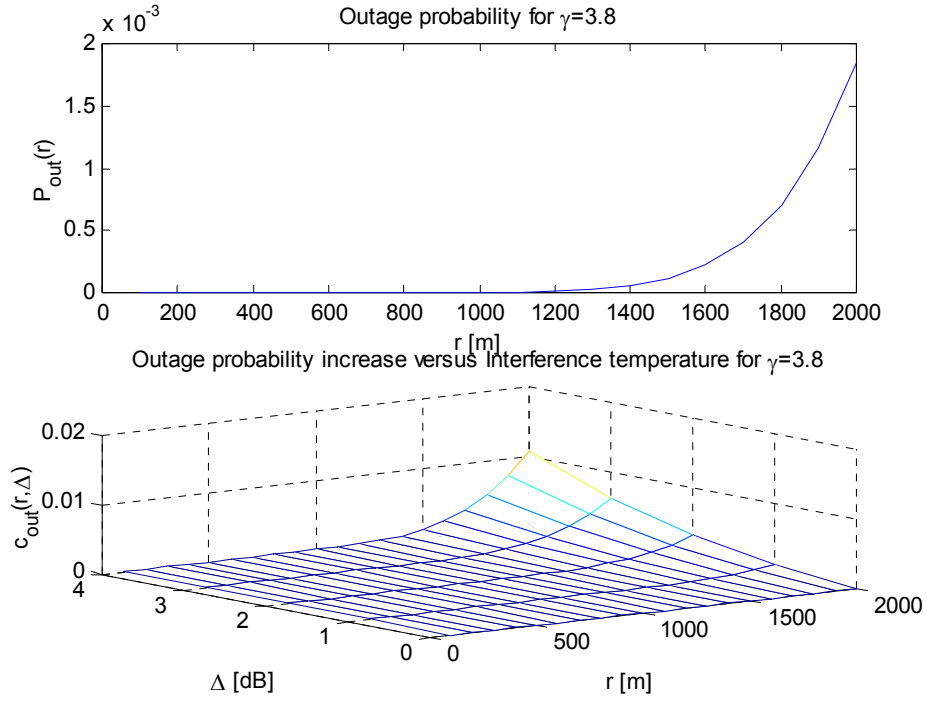 Outage probability for γ=3.8
x 10⁻³
2
1.5
1
0.5
0
P_out(r)
0 200 400 600 800 1000 1200 1400 1600 1800 2000
r [m]
Outage probability increase versus Interference temperature for γ=3.8
0.02
0.01
0
c_out(r,Δ)
4 3 2 1 0
Δ [dB]
0 500 1000 1500 2000
r [m]